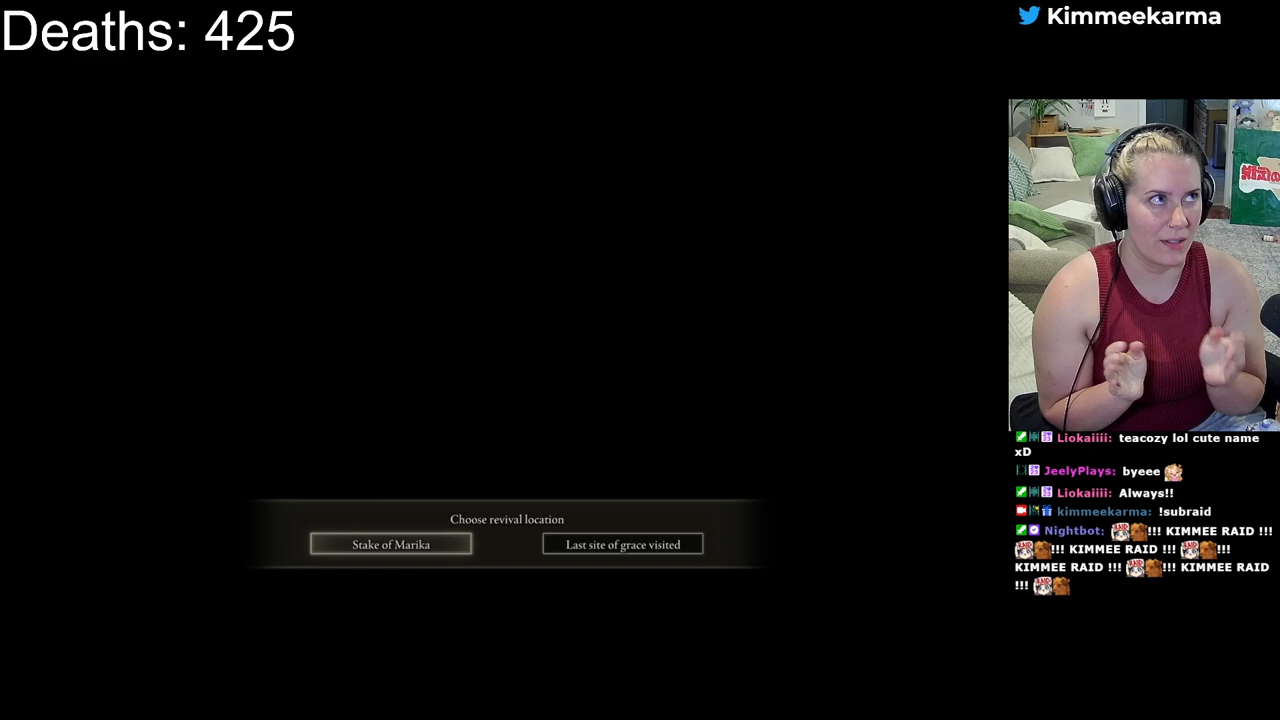 Deaths: 425
Kimmeekarma
Liokaiiii: teacozy lol cute name
xD
JeelyPlays: byeee
Liokaiiii: Always!!
kimmeekarma: !subraid
Nightbot: !!! KIMMEE RAID !!!
!!! KIMMEE RAID !!! !!!
KIMMEE RAID !!! !!! KIMMEE RAID
!!!
Choose revival location
Stake of Marika
Last site of grace visited